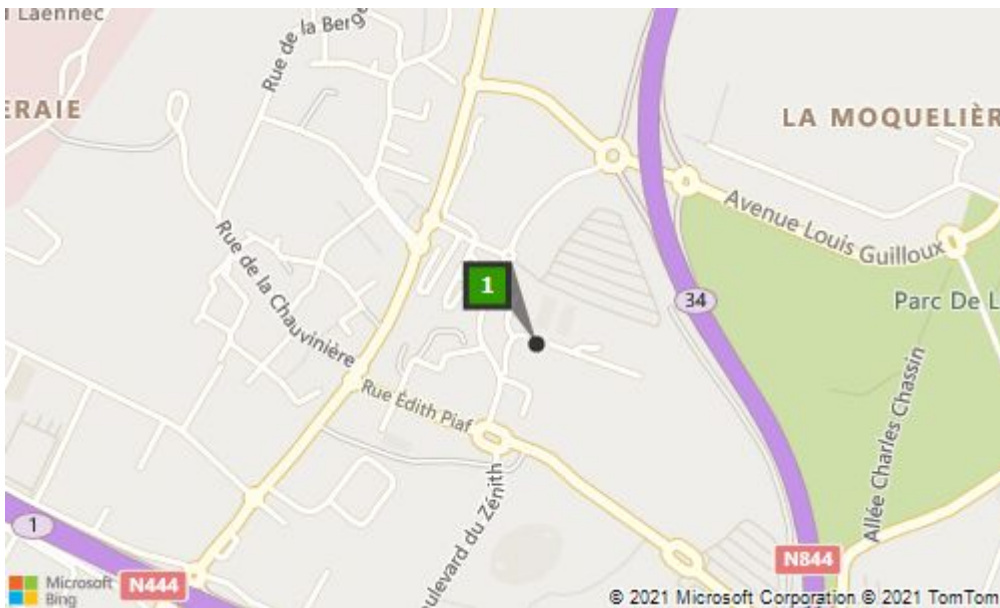 Laennec
Rue de la Berge
ERAIE
LA MOQUELIÈR
Avenue Louis Guilloux
Rue de la Chauvinière
1
34
Parc De L
Rue Édith Piaf
Allée Charles Chassin
oulevard du Zénith
1
N444
N844
Microsoft
Bing
© 2021 Microsoft Corporation © 2021 TomTom